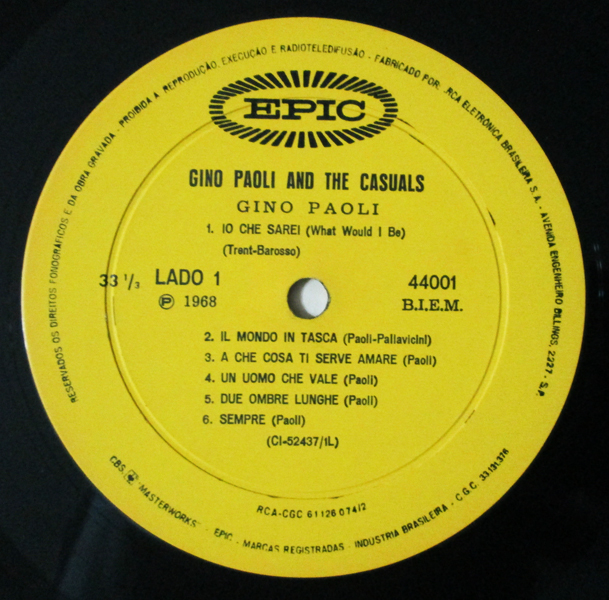 RESERVADOS OS DIREITOS FONOGRÁFICOS E DA OBRA GRAVADA - PROIBIDA A REPRODUÇÃO, EXECUÇÃO E RADIOTELEDIFUSÃO - FABRICADO POR: RCA ELETRÔNICA BRASILEIRA S.A. - AVENIDA ENGENHEIRO BILLINOS, 2227. S.P.
EPIC
GINO PAOLI AND THE CASUALS
GINO PAOLI
1. IO CHE SAREI (What Would I Be)
(Trent-Barosso)
33 1/3 LADO 1 44001
Ⓟ 1968 B.I.E.M.
2. IL MONDO IN TASCA (Paoli-Pallavicini)
3. A CHE COSA TI SERVE AMARE (Paoli)
4. UN UOMO CHE VALE (Paoli)
5. DUE OMBRE LUNGHE (Paoli)
6. SEMPRE (Paoli)
(CI-52437/1L)
RCA-CGC 61126074/2
CBS, "MASTERWORKS" - EPIC - MARCAS REGISTRADAS - INDUSTRIA BRASILEIRA - C.G.C. 33131376